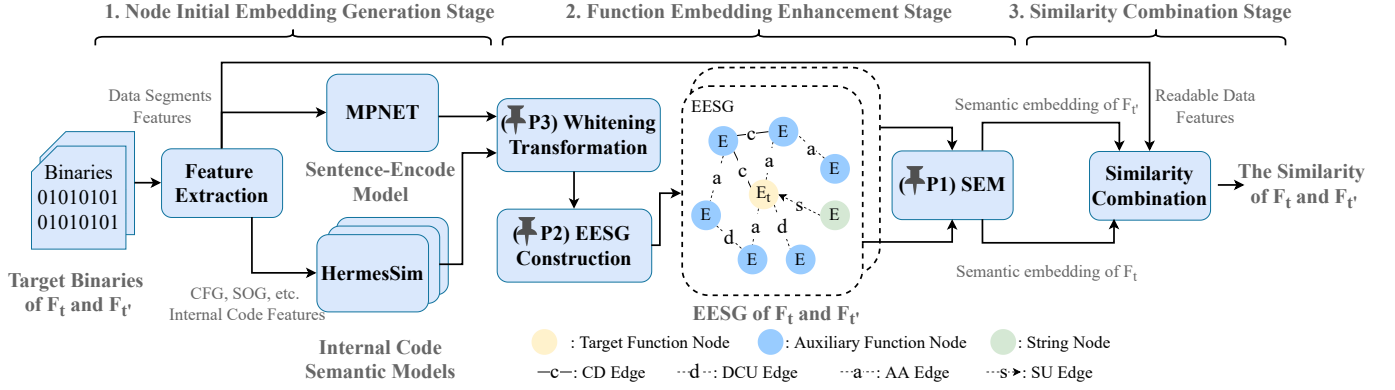 1. Node Initial Embedding Generation Stage
2. Function Embedding Enhancement Stage
3. Similarity Combination Stage
Data Segments
Features
MPNET
Sentence-Encode
Model
Binaries
01010101
01010101
Target Binaries
of Ft and Ft'
Feature
Extraction
HermesSim
CFG, SOG, etc.
Internal Code Features
Internal Code
Semantic Models
(P3) Whitening
Transformation
(P2) EESG
Construction
EESG
E
E
E
E
Et
E
E
E
c
c
a
a
a
s
d
a
d
EESG of Ft and Ft'
(P1) SEM
Semantic embedding of Ft'
Semantic embedding of Ft
Readable Data
Features
Similarity
Combination
The Similarity
of Ft and Ft'
: Target Function Node
: Auxiliary Function Node
: String Node
c : CD Edge
d : DCU Edge
a : AA Edge
s : SU Edge